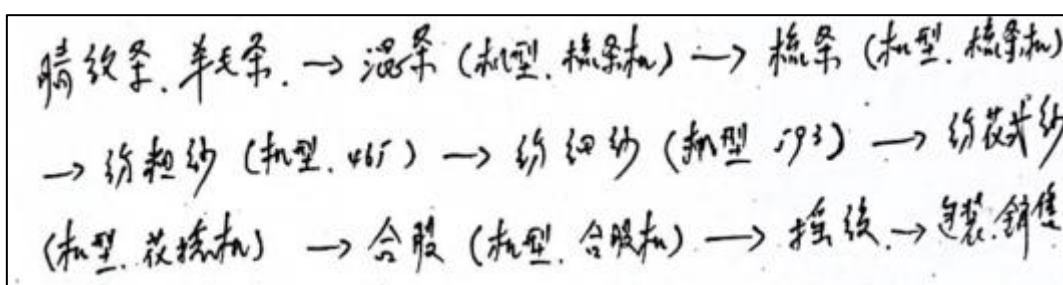 腈纶条.羊毛条.→混条(机型.梳条机)→梳条(机型.梳条机)
→纺粗纱(机型.465)→纺细纱(机型.593)→纺花式纱
(机型.花捻机)→合股(机型.合股机)→摇绞.→包装.销售